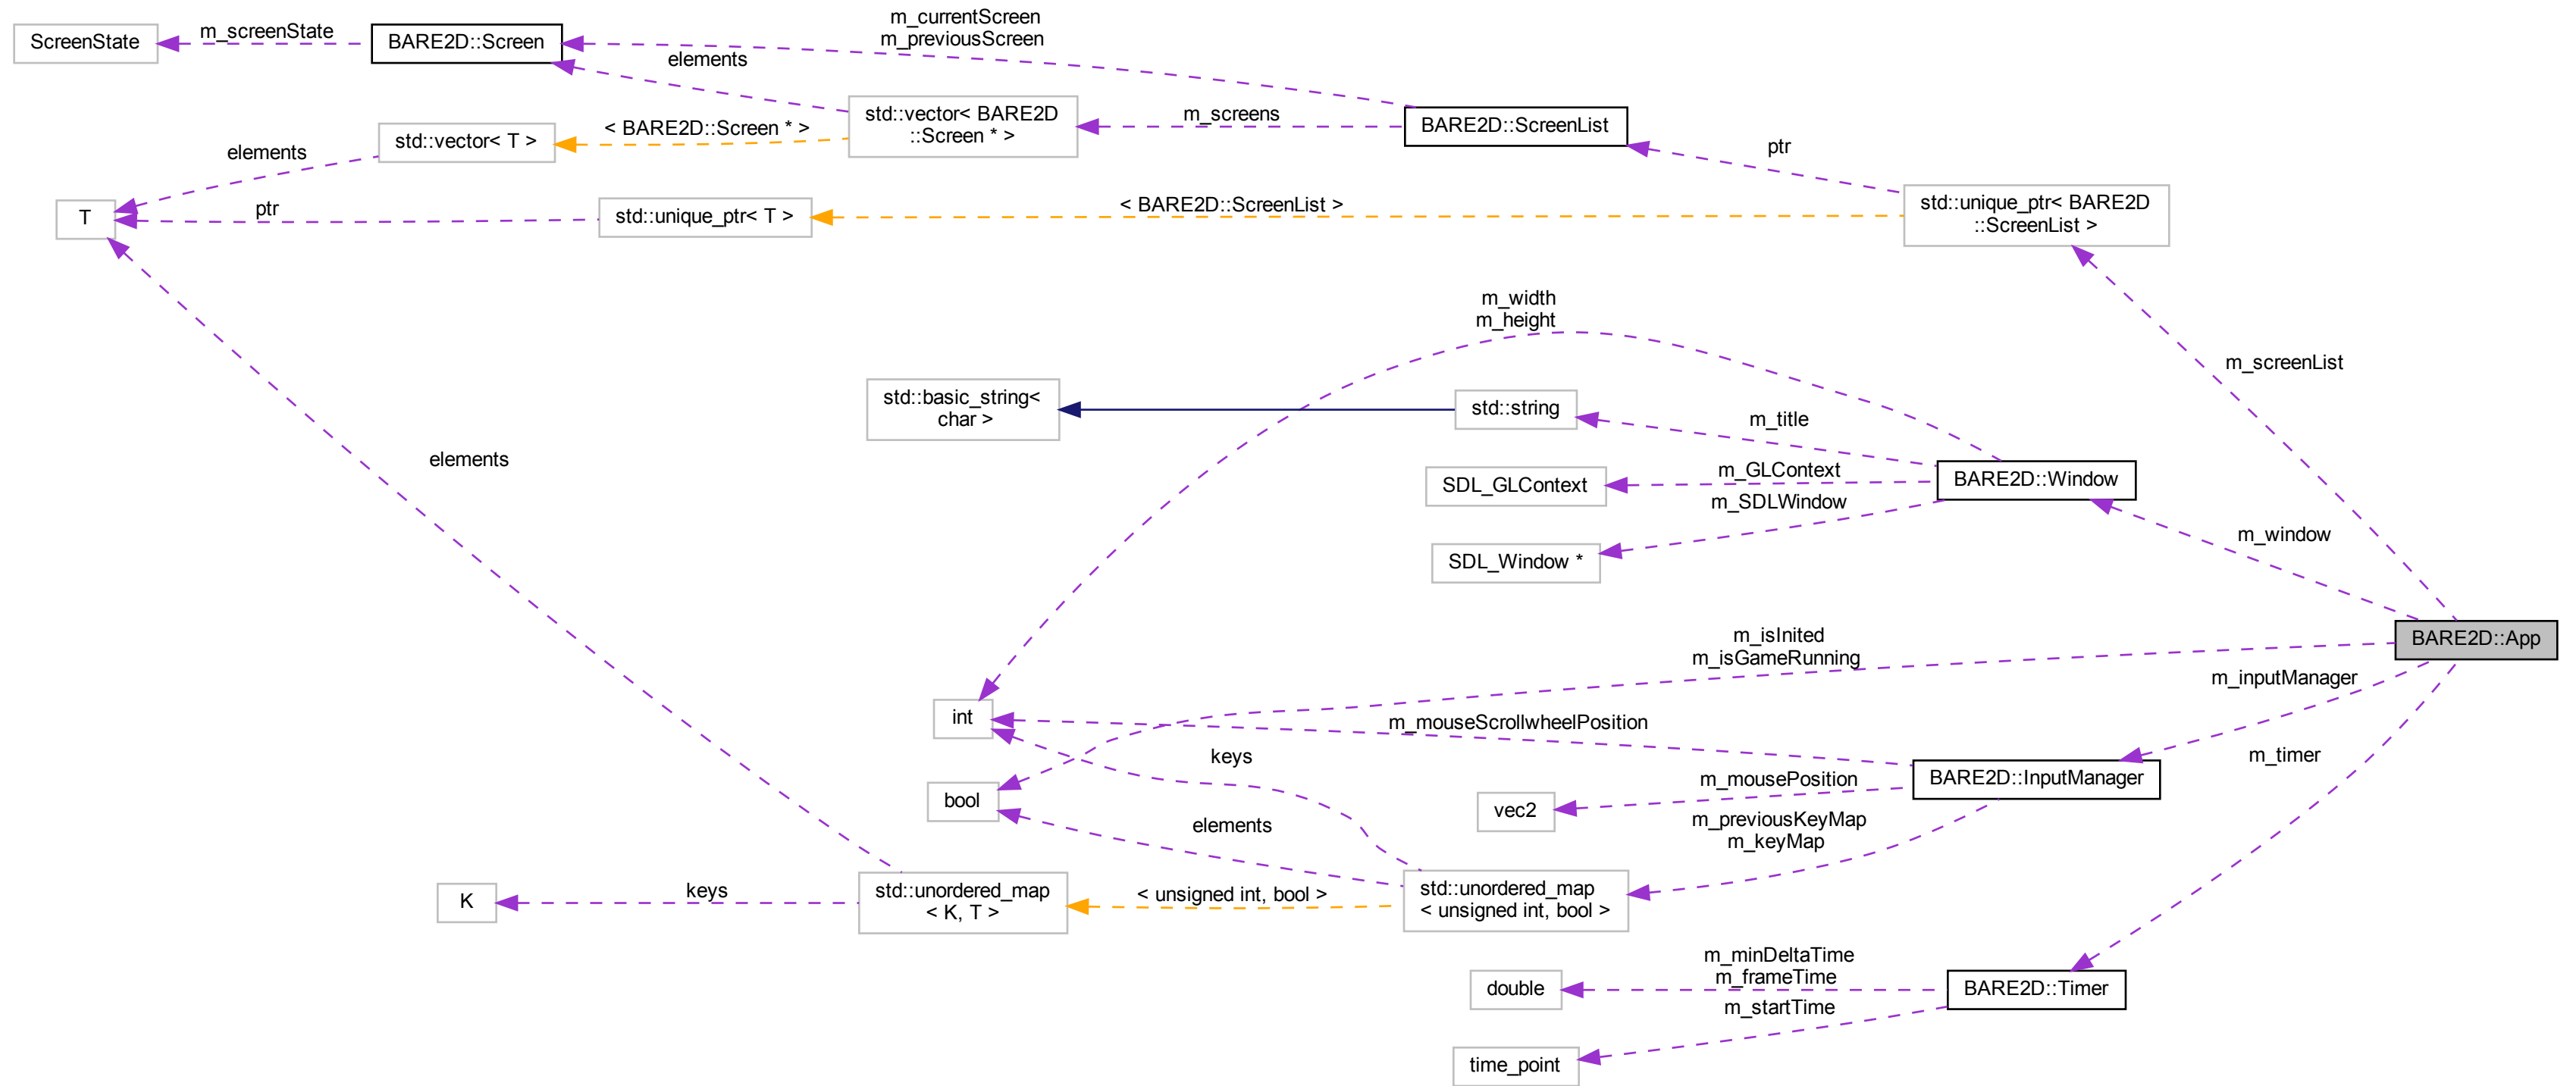 m_currentScreen
m_previousScreen
ScreenState
m_screenState
BARE2D::Screen
elements
std::vector< BARE2D
::Screen * >
m_screens
BARE2D::ScreenList
< BARE2D::Screen * >
std::vector< T >
elements
ptr
T
ptr
std::unique_ptr< T >
< BARE2D::ScreenList >
std::unique_ptr< BARE2D
::ScreenList >
m_width
m_height
m_screenList
std::basic_string<
char >
std::string
m_title
elements
m_GLContext
SDL_GLContext
BARE2D::Window
m_SDLWindow
m_window
SDL_Window *
m_isInited
m_isGameRunning
BARE2D::App
m_inputManager
int
m_mouseScrollwheelPosition
keys
m_timer
m_mousePosition
BARE2D::InputManager
bool
vec2
elements
m_previousKeyMap
m_keyMap
K
keys
std::unordered_map
< K, T >
< unsigned int, bool >
std::unordered_map
< unsigned int, bool >
m_minDeltaTime
m_frameTime
double
BARE2D::Timer
m_startTime
time_point